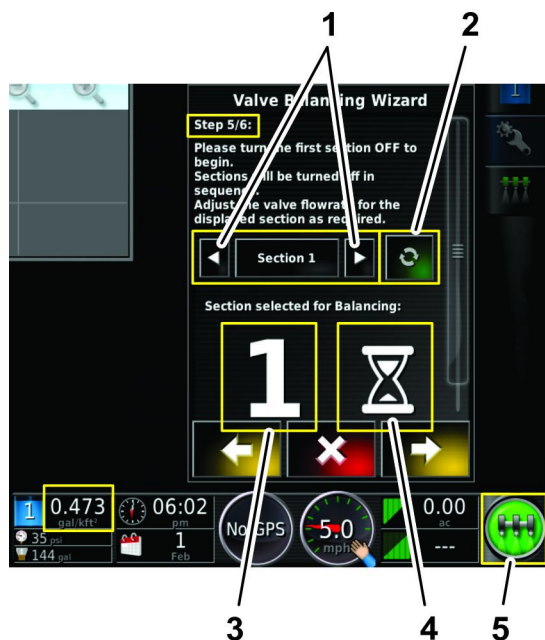 1
2
1
Valve Balancing Wizard
Step 5/6:
Please turn the first section OFF to
begin.
Sections will be turned off in
sequence.
Adjust the valve flowrate for the
displayed section as required.
Section 1
Section selected for Balancing:
1
1
0.473
gal/kft²
35 psi
144 gal
06:02
pm
1
Feb
No GPS
5.0
mph
0.00
ac
---
3
4
5